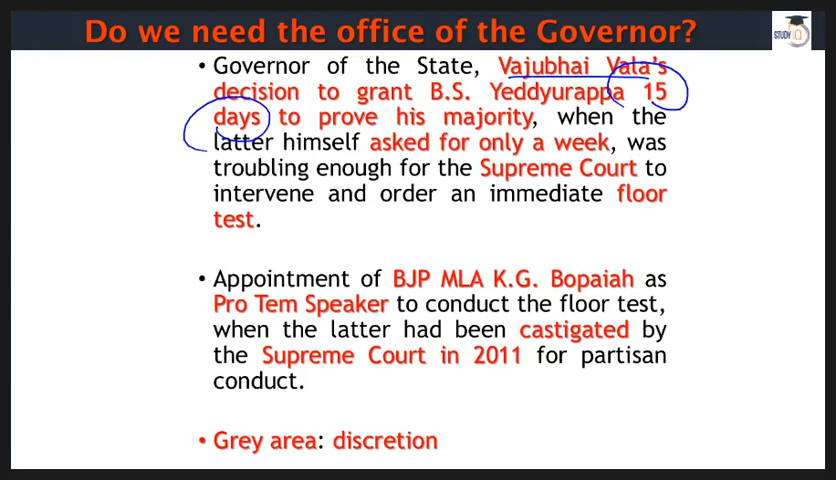 Do we need the office of the Governor?
STUDY IQ
• Governor of the State, Vajubhai Vala's
decision to grant B.S. Yeddyurappa 15
days to prove his majority, when the
latter himself asked for only a week, was
troubling enough for the Supreme Court to
intervene and order an immediate floor
test.
• Appointment of BJP MLA K.G. Bopaiah as
Pro Tem Speaker to conduct the floor test,
when the latter had been castigated by
the Supreme Court in 2011 for partisan
conduct.
• Grey area: discretion